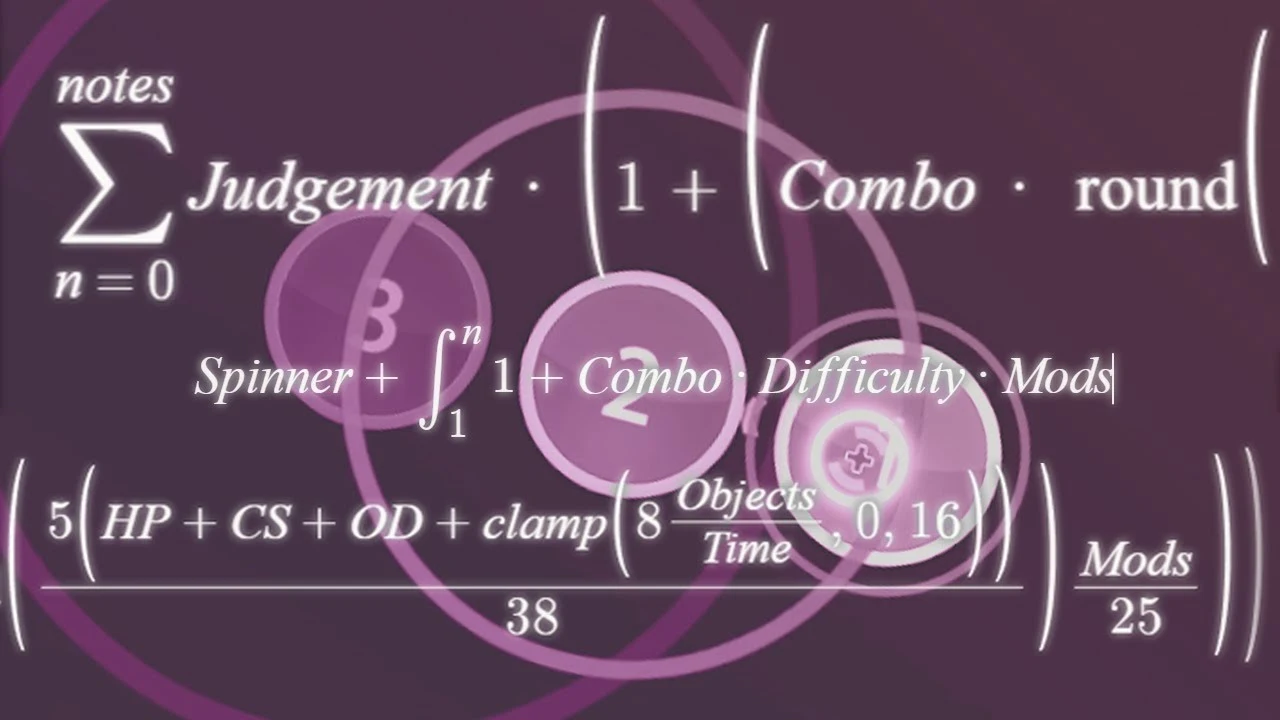 notes
∑ Judgement · ( 1 + ( Combo · round (
n = 0
3
2
Spinner + ∫₁ⁿ 1 + Combo · Difficulty · Mods
( 5(HP + CS + OD + clamp(8 Objects/Time, 0, 16)) / 38 ) Mods/25 ))